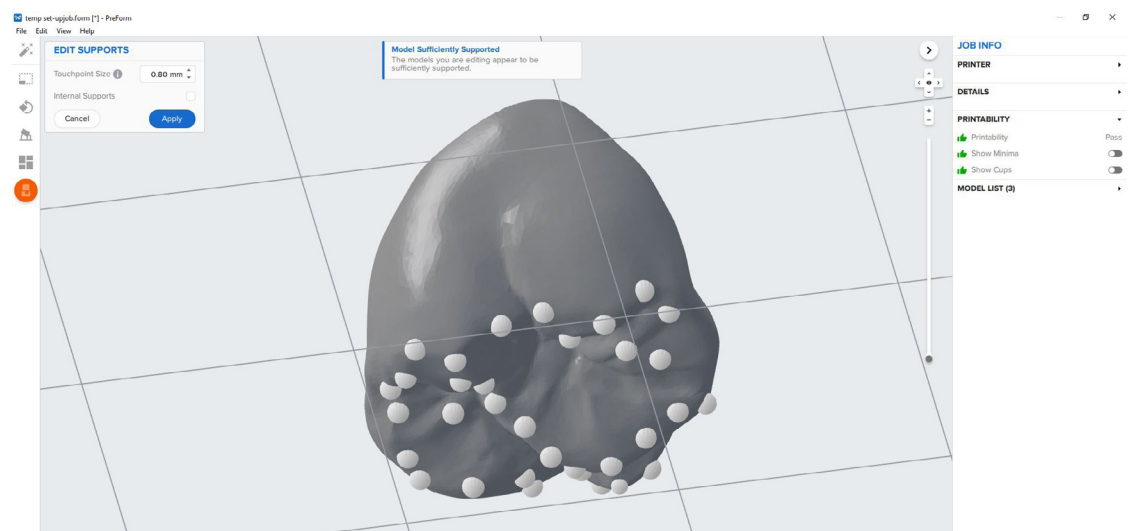 temp set-upjob.form [*] - PreForm
File Edit View Help
EDIT SUPPORTS
Touchpoint Size
0.80 mm
Internal Supports
Cancel
Apply
Model Sufficiently Supported
The models you are editing appear to be
sufficiently supported.
JOB INFO
PRINTER
DETAILS
PRINTABILITY
Printability Pass
Show Minima
Show Cups
MODEL LIST (3)